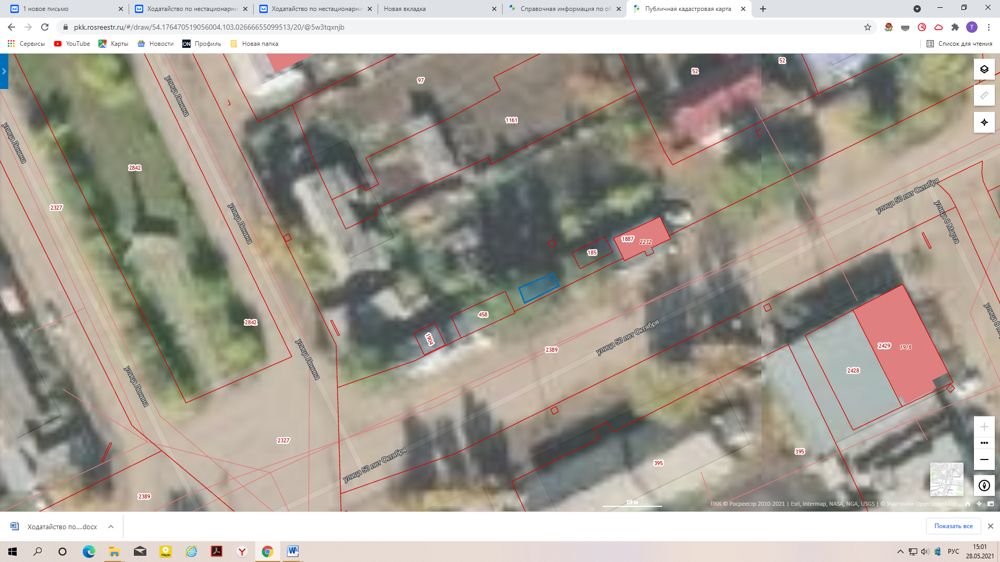 1 новое письмо
Ходатайство по нестационарн
Ходатайство по нестационарн
Новая вкладка
Справочная информация по об
Публичная кадастровая карта
pkk.rosreestr.ru/#/draw/54.176470519056004,103.02666655099513/20/@5w3tqxnjb
T
Сервисы
YouTube
Карты
Новости
ON
Профиль
Новая папка
Список для чтения
97
52
52
улица Ленина
1161
улица Ленина
2842
улица 50 лет Октября
2327
улица Ленина
улица 8 Марта
1887
2232
185
458
2842
1904
улица 50 лет Октября
2389
2429
1918
улица Ленина
2428
улица Ленина
2327
395
улица 50 лет Октября
395
2389
10 м
ПКК © Росреестр 2010-2021 | Esri, Intermap, NASA, NGA, USGS | © Участники OpenStreetMap
Ходатайство по....docx
Показать все
Player
РУС
15:01
28.05.2021